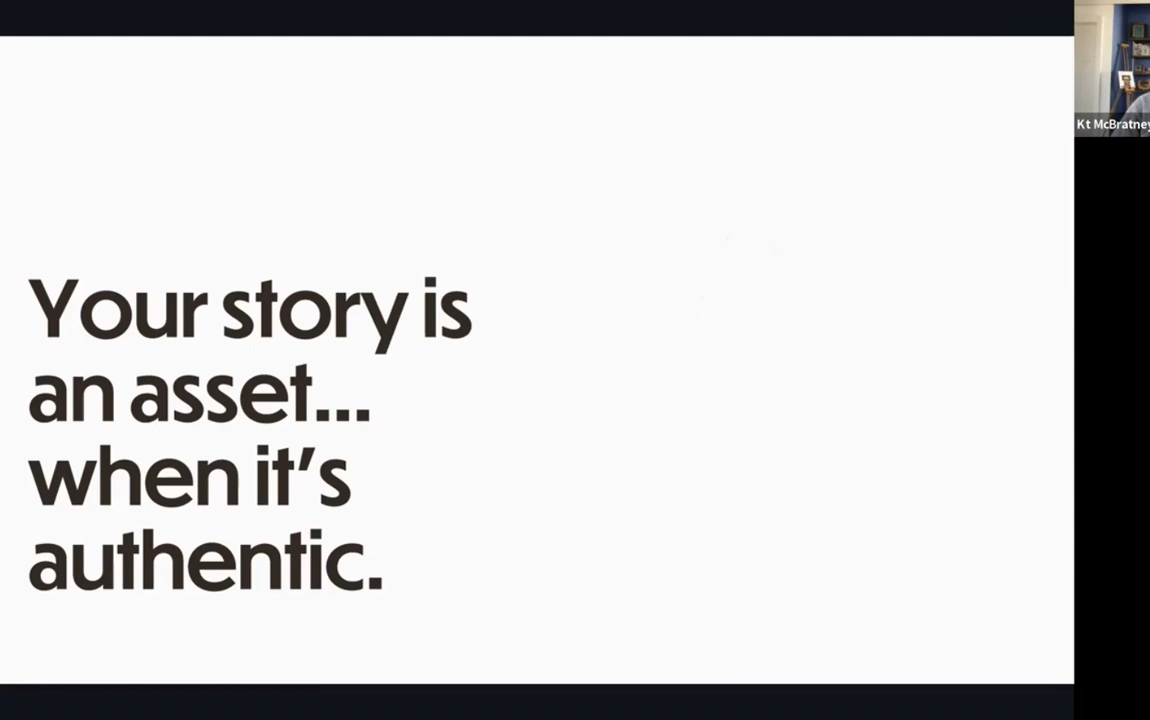 Your story is
an asset...
when it’s
authentic.
Kt McBratney